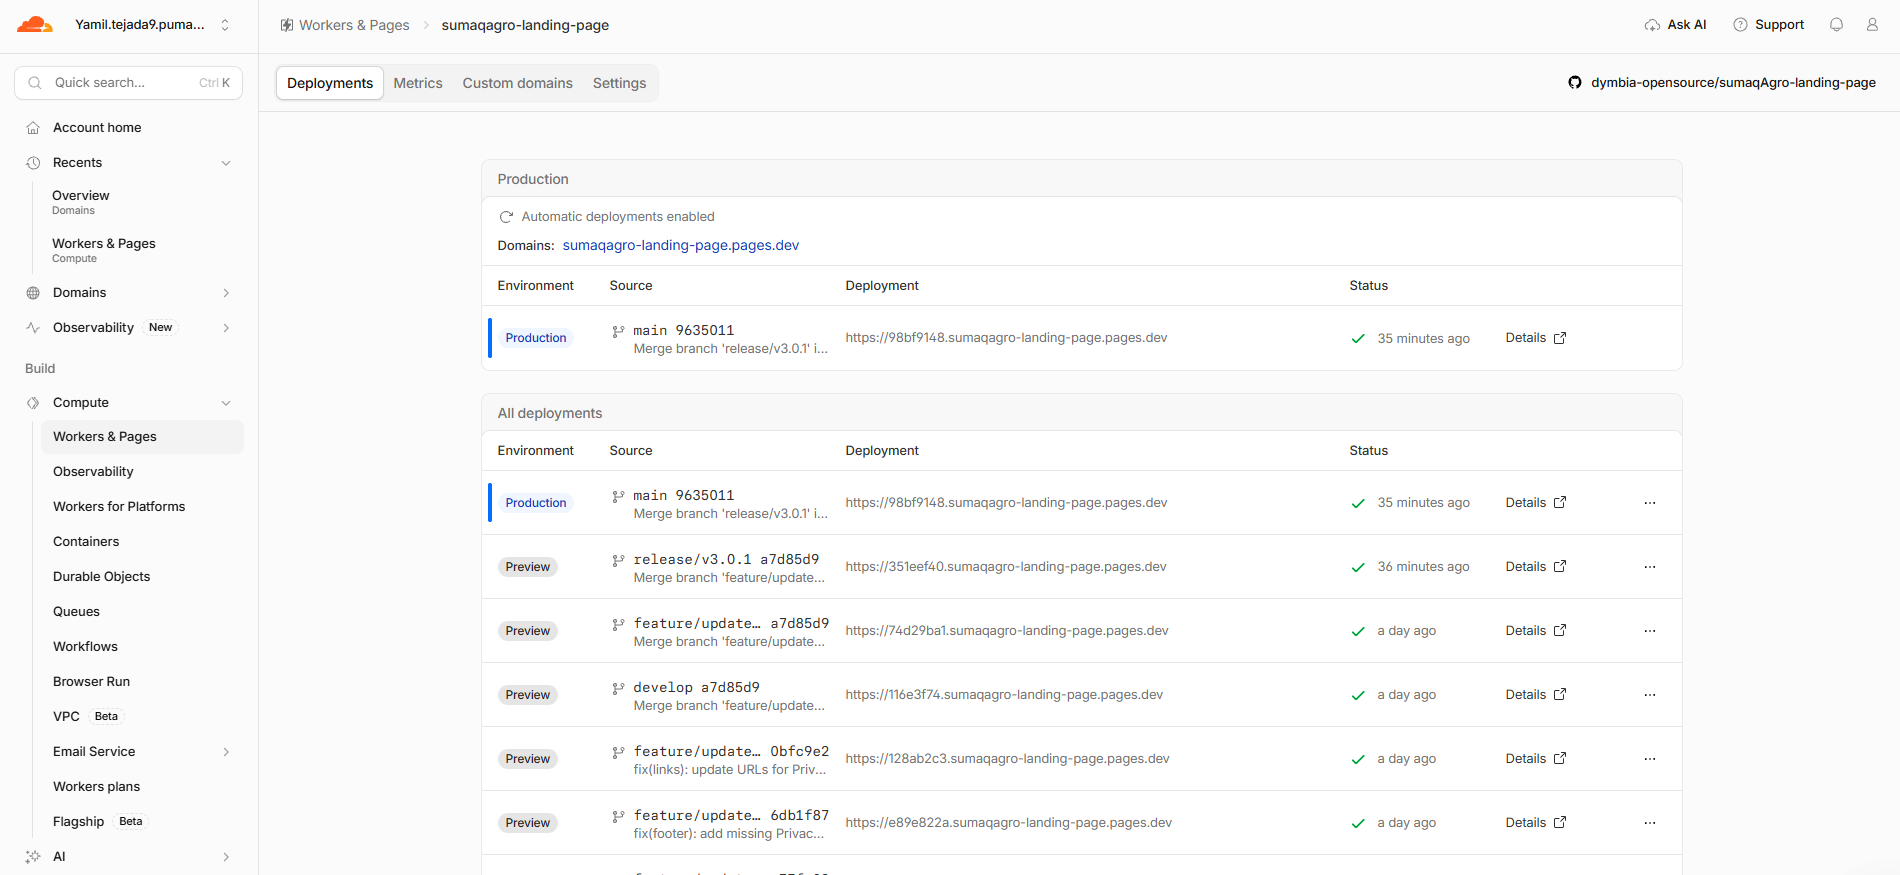 Yamil.tejada9.puma...
Workers & Pages
sumaqagro-landing-page
Ask AI
Support
Quick search...
Ctrl K
Deployments
Metrics
Custom domains
Settings
dymbia-opensource/sumaqAgro-landing-page
Account home
Recents
Overview
Domains
Workers & Pages
Compute
Domains
Observability New
Build
Compute
Workers & Pages
Observability
Workers for Platforms
Containers
Durable Objects
Queues
Workflows
Browser Run
VPC Beta
Email Service
Workers plans
Flagship Beta
AI
Production
Automatic deployments enabled
Domains: sumaqagro-landing-page.pages.dev
Environment Source Deployment Status
Production main 9635011 https://98bf9148.sumaqagro-landing-page.pages.dev 35 minutes ago Details
Merge branch 'release/v3.0.1' i...
All deployments
Environment Source Deployment Status
Production main 9635011 https://98bf9148.sumaqagro-landing-page.pages.dev 35 minutes ago Details ...
Merge branch 'release/v3.0.1' i...
Preview release/v3.0.1 a7d85d9 https://351eef40.sumaqagro-landing-page.pages.dev 36 minutes ago Details ...
Merge branch 'feature/update...
Preview feature/update… a7d85d9 https://74d29ba1.sumaqagro-landing-page.pages.dev a day ago Details ...
Merge branch 'feature/update...
Preview develop a7d85d9 https://116e3f74.sumaqagro-landing-page.pages.dev a day ago Details ...
Merge branch 'feature/update...
Preview feature/update… 0bfc9e2 https://128ab2c3.sumaqagro-landing-page.pages.dev a day ago Details ...
fix(links): update URLs for Priv...
Preview feature/update… 6db1f87 https://e89e822a.sumaqagro-landing-page.pages.dev a day ago Details ...
fix(footer): add missing Privac...